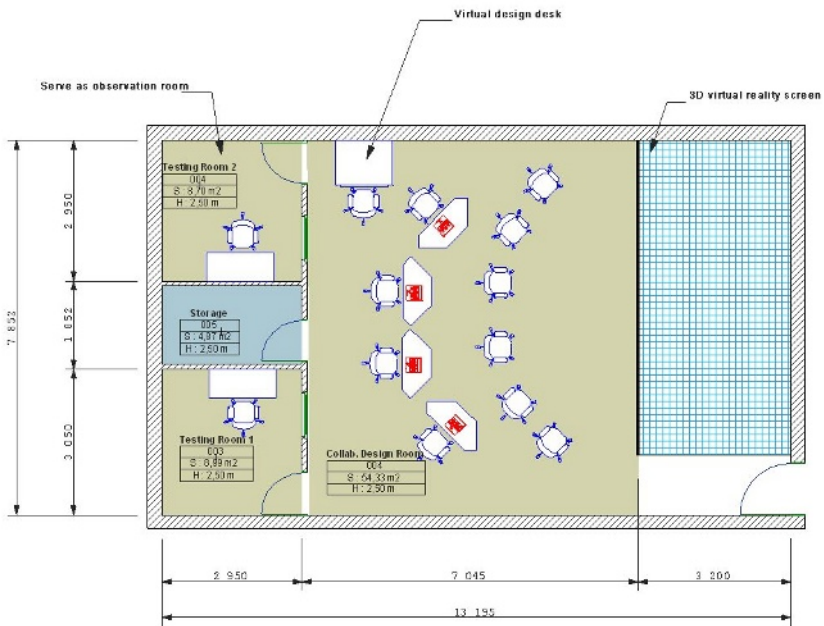 Virtual design desk
Serve as observation room
3D virtual reality screen
Testing Room 2
004
S : 8,70 m2
H : 2,50 m
2 950
7 852
Storage
005
S : 4,97 m2
H : 2,50 m
1 852
Testing Room 1
003
S : 8,99 m2
H : 2,50 m
3 050
Collab. Design Room
004
S : 54,33 m2
H : 2,50 m
2 950
7 045
3 200
13 195